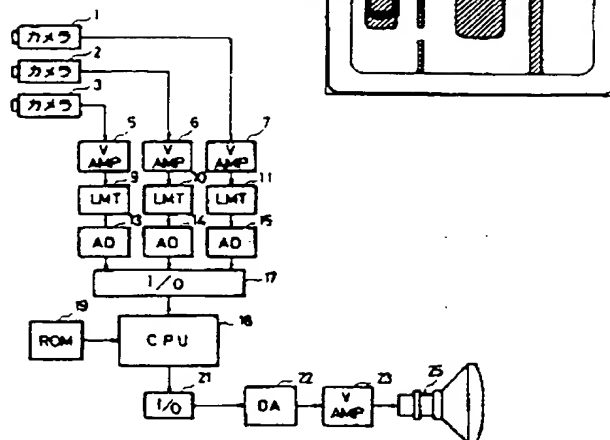 1
カメラ
2
カメラ
3
カメラ
5
6
7
V AMP
V AMP
V AMP
9
10
11
LMT
LMT
LMT
13
14
15
AD
AD
AD
I/O
17
19
18
ROM
CPU
21
22
23
25
I/O
DA
V AMP